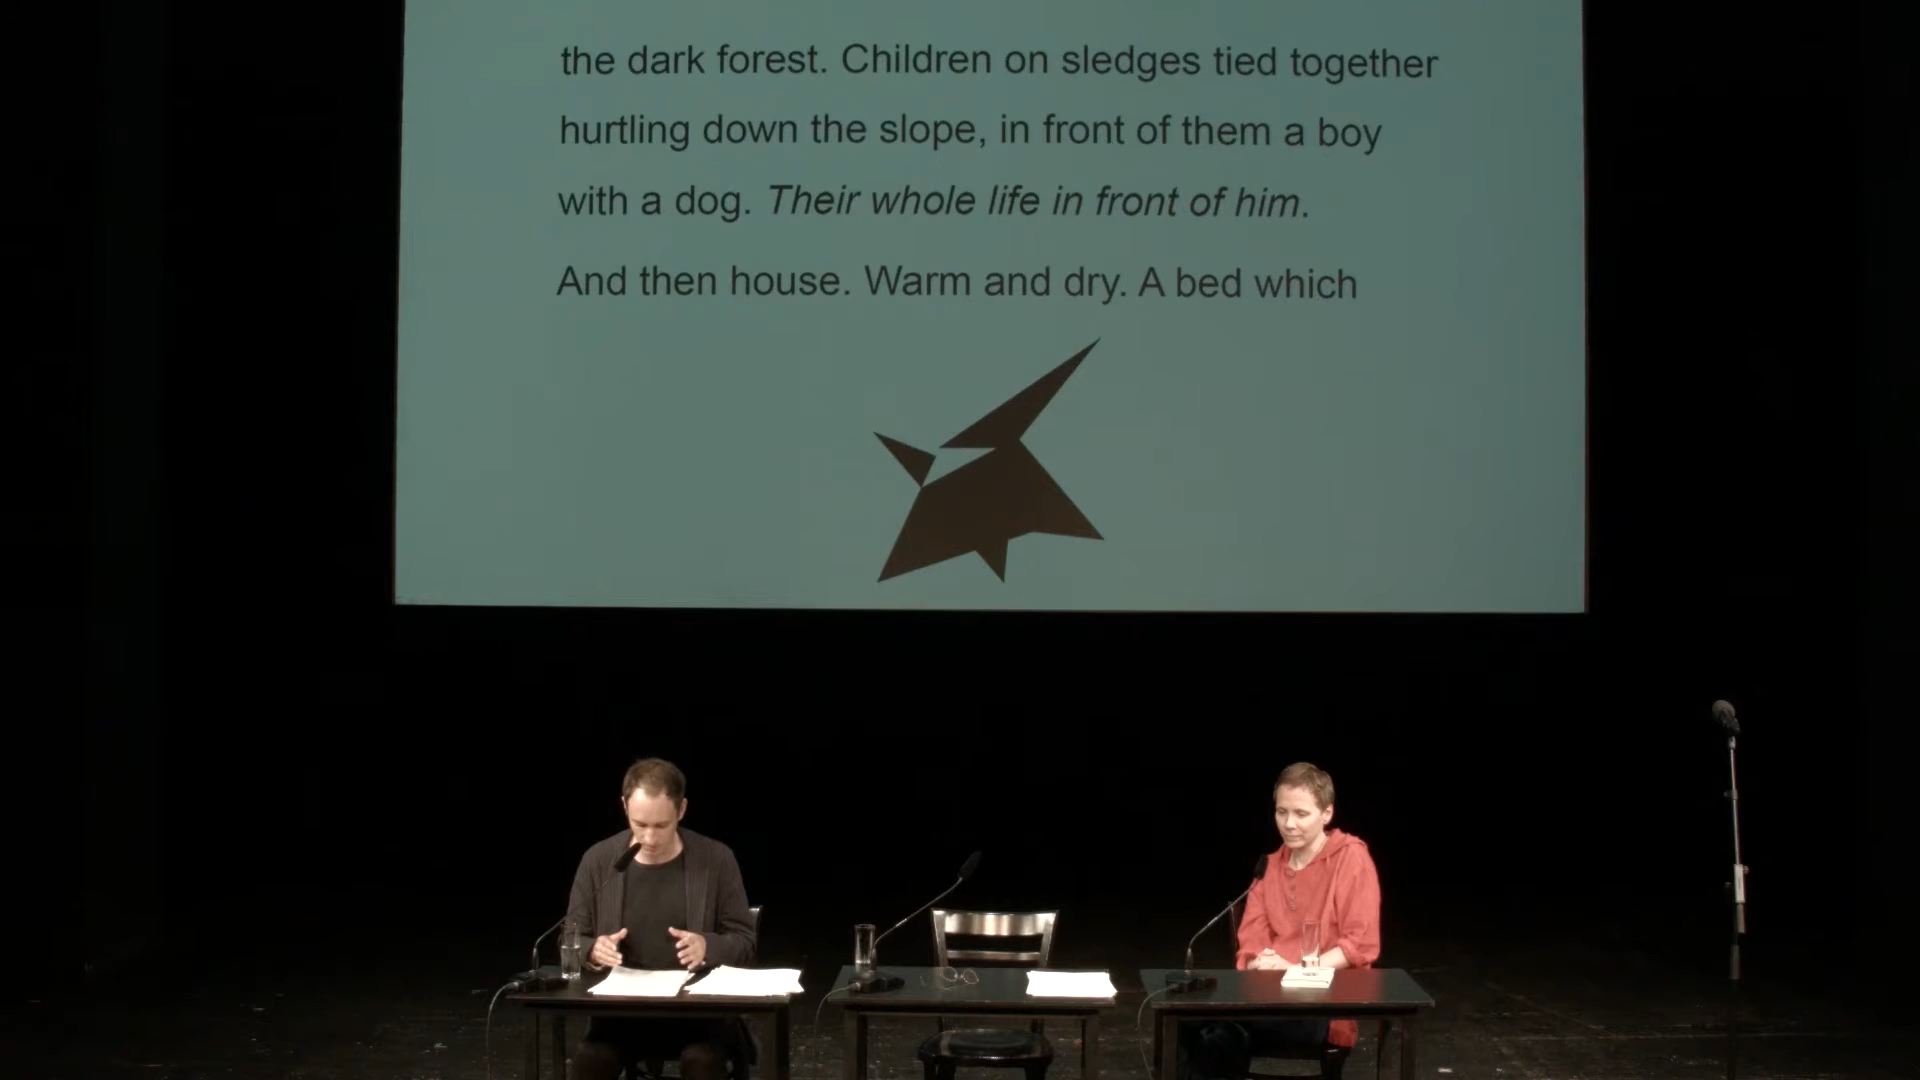 the dark forest. Children on sledges tied together
hurtling down the slope, in front of them a boy
with a dog. Their whole life in front of him.
And then house. Warm and dry. A bed which